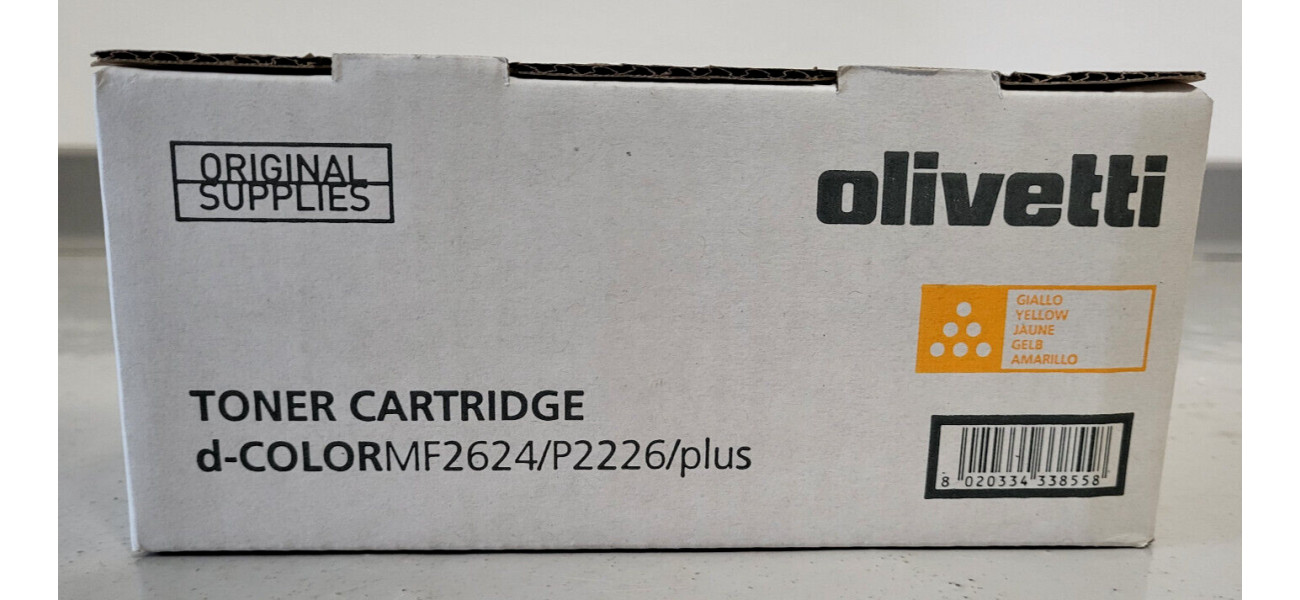 ORIGINAL
SUPPLIES
olivetti
GIALLO
YELLOW
JAUNE
GELB
AMARILLO
TONER CARTRIDGE
d-COLORMF2624/P2226/plus
8 020334 338558